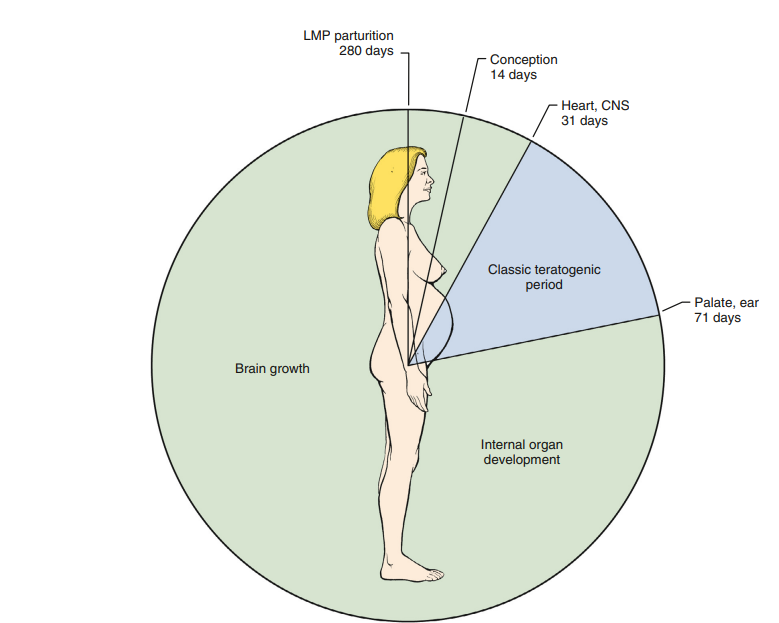 LMP parturition
280 days
Conception
14 days
Heart, CNS
31 days
Classic teratogenic
period
Palate, ear
71 days
Brain growth
Internal organ
development